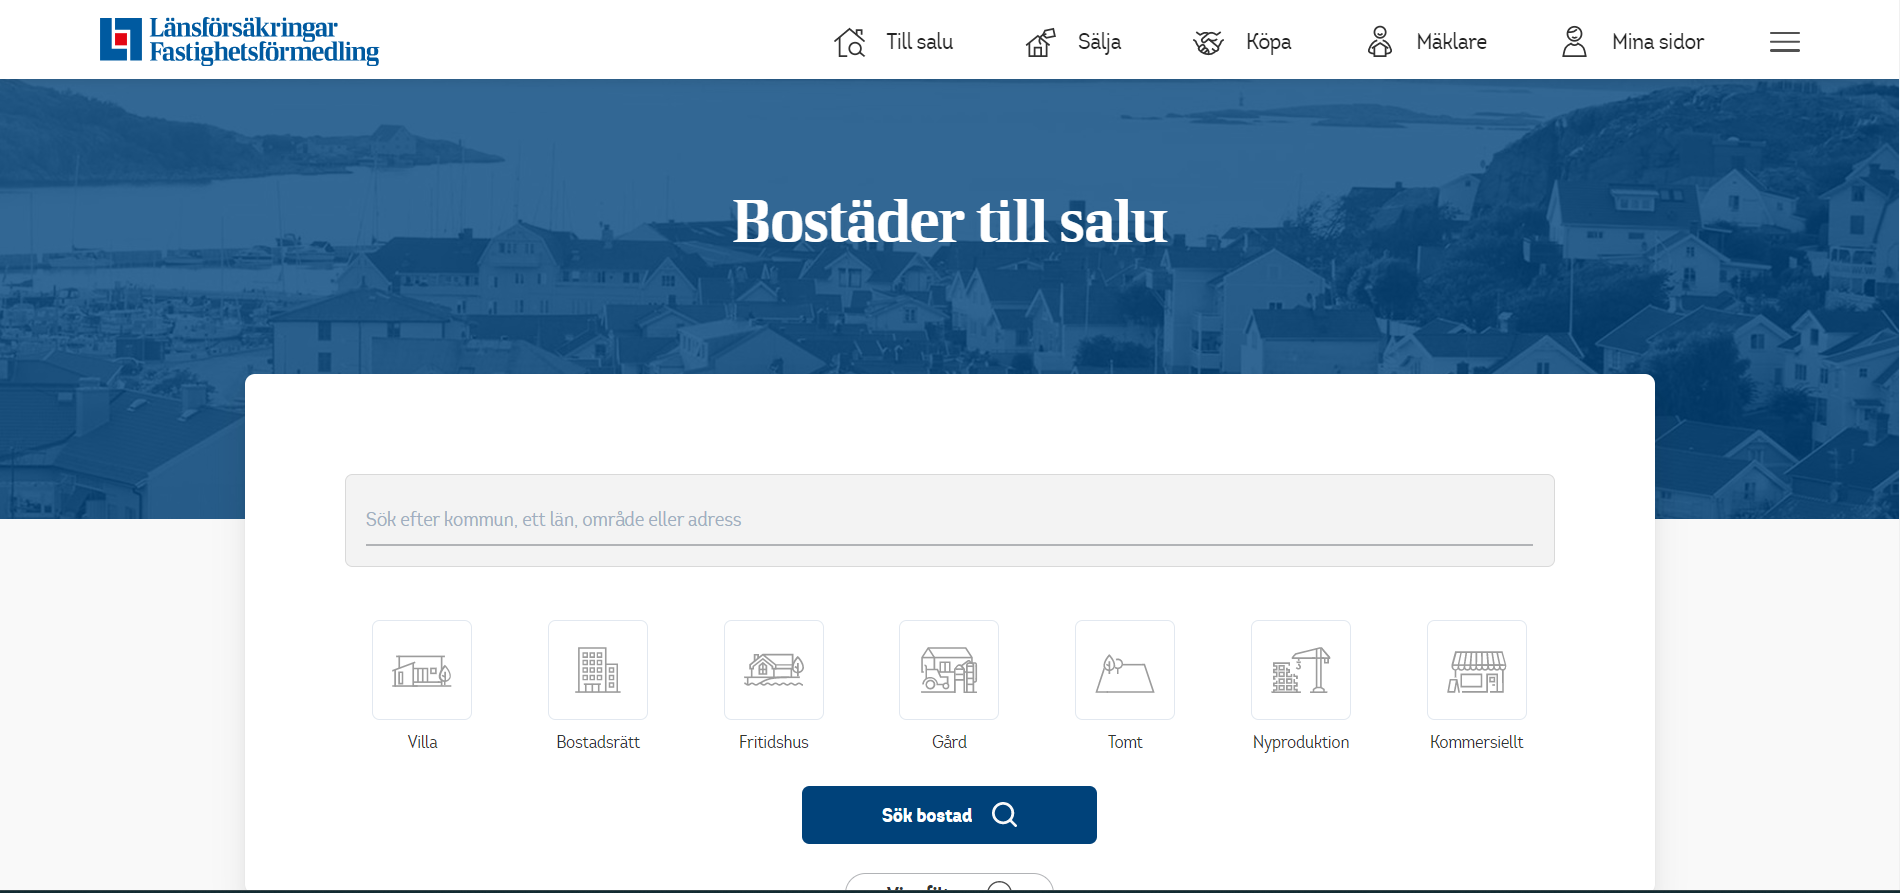 Länsförsäkringar
Fastighetsförmedling
Till salu
Sälja
Köpa
Mäklare
Mina sidor
Bostäder till salu
Sök efter kommun, ett län, område eller adress
Villa
Bostadsrätt
Fritidshus
Gård
Tomt
Nyproduktion
Kommersiellt
Sök bostad